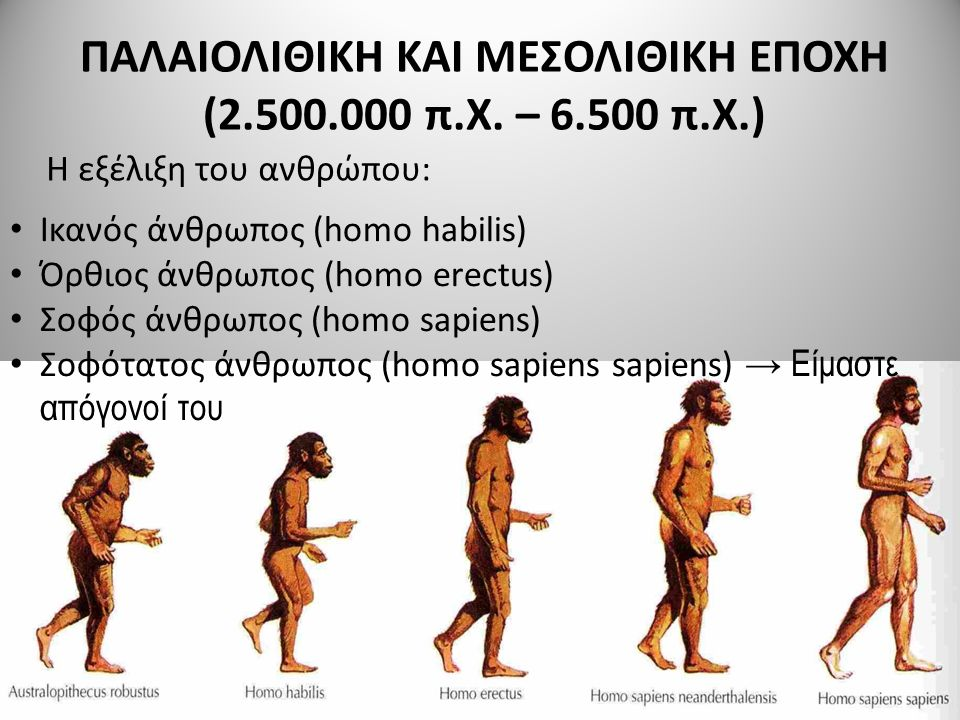 ΠΑΛΑΙΟΛΙΘΙΚΗ ΚΑΙ ΜΕΣΟΛΙΘΙΚΗ ΕΠΟΧΗ
(2.500.000 π.Χ. – 6.500 π.Χ.)
Η εξέλιξη του ανθρώπου:
• Ικανός άνθρωπος (homo habilis)
• Όρθιος άνθρωπος (homo erectus)
• Σοφός άνθρωπος (homo sapiens)
• Σοφότατος άνθρωπος (homo sapiens sapiens) → Είμαστε
απόγονοί του
Australopithecus robustus
Homo habilis
Homo erectus
Homo sapiens neanderthalensis
Homo sapiens sapiens